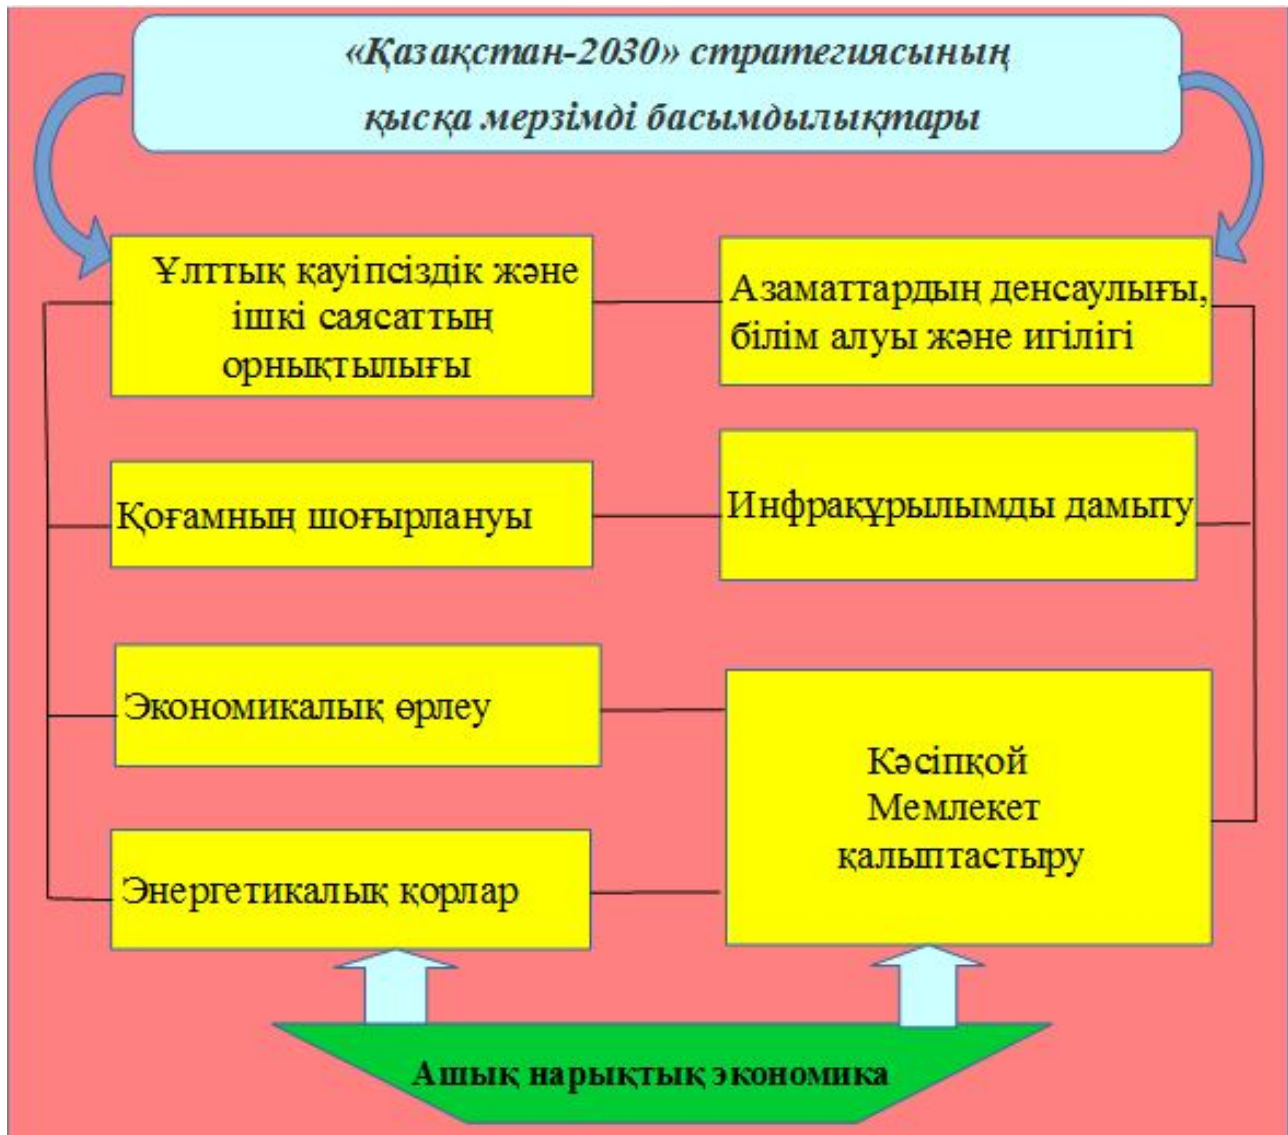 «Қазақстан-2030» стратегиясының
қысқа мерзімді басымдылықтары
Ұлттық қауіпсіздік және
ішкі саясаттың
орнықтылығы
Азаматтардың денсаулығы,
білім алуы және игілігі
Қоғамның шоғырлануы
Инфрақұрылымды дамыту
Экономикалық өрлеу
Кәсіпқой
Мемлекет
қалыптастыру
Энергетикалық қорлар
Ашық нарықтық экономика